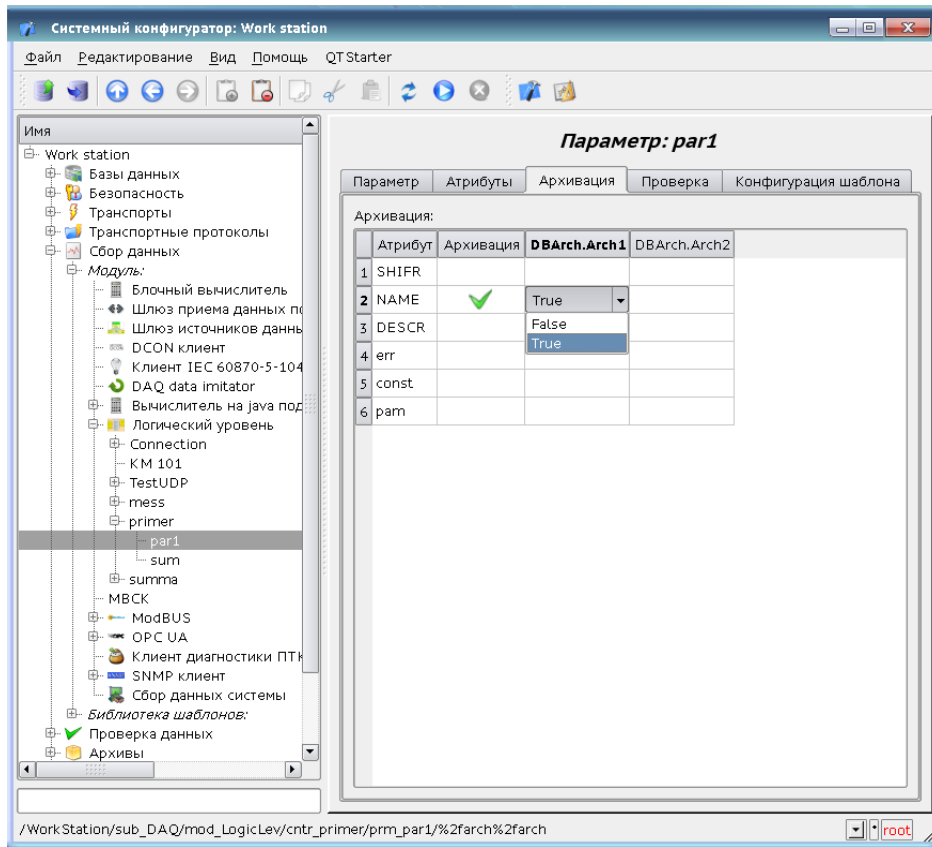 Системный конфигуратор: Work station
Файл Редактирование Вид Помощь QTStarter
Имя
Work station
Базы данных
Безопасность
Транспорты
Транспортные протоколы
Сбор данных
Модуль:
Блочный вычислитель
Шлюз приема данных по
Шлюз источников данны
DCON клиент
Клиент IEC 60870-5-104
DAQ data imitator
Вычислитель на java под
Логический уровень
Connection
KM 101
TestUDP
mess
primer
par1
sum
summa
МВСК
ModBUS
OPC UA
Клиент диагностики ПТК
SNMP клиент
Сбор данных системы
Библиотека шаблонов:
Проверка данных
Архивы
Параметр: par1
Параметр Атрибуты Архивация Проверка Конфигурация шаблона
Архивация:
Атрибут Архивация DBArch.Arch1 DBArch.Arch2
1 SHIFR
2 NAME True
False
3 DESCR
True
4 err
5 const
6 pam
/WorkStation/sub_DAQ/mod_LogicLev/cntr_primer/prm_par1/%2farch%2farch
* root